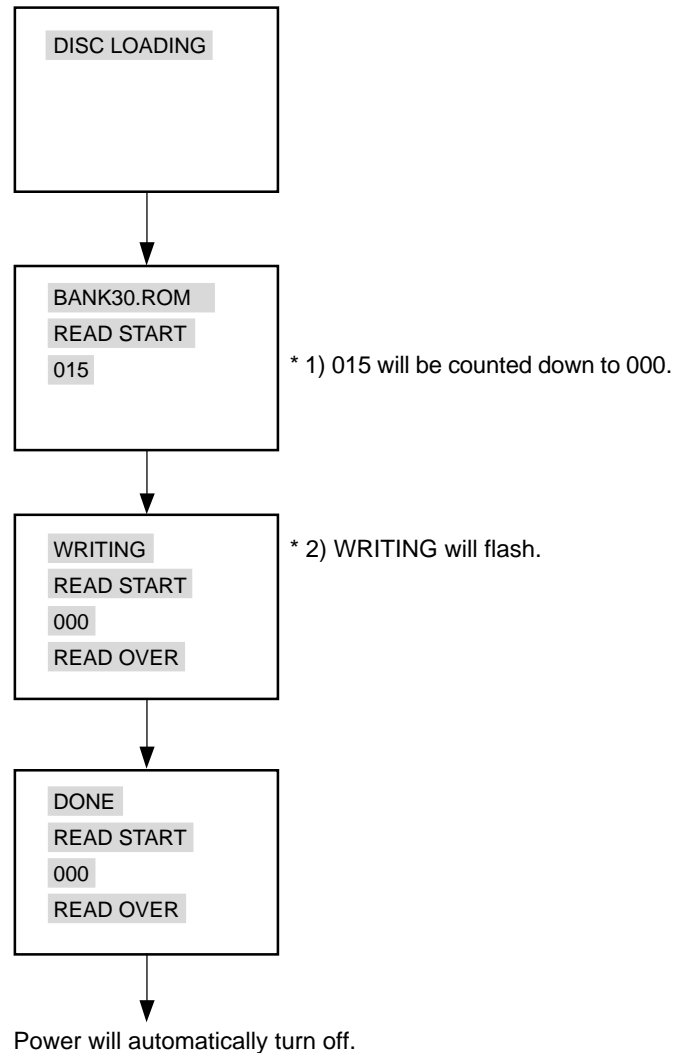 DISC LOADING
BANK30.ROM
READ START
015
* 1) 015 will be counted down to 000.
WRITING
* 2) WRITING will flash.
READ START
000
READ OVER
DONE
READ START
000
READ OVER
Power will automatically turn off.